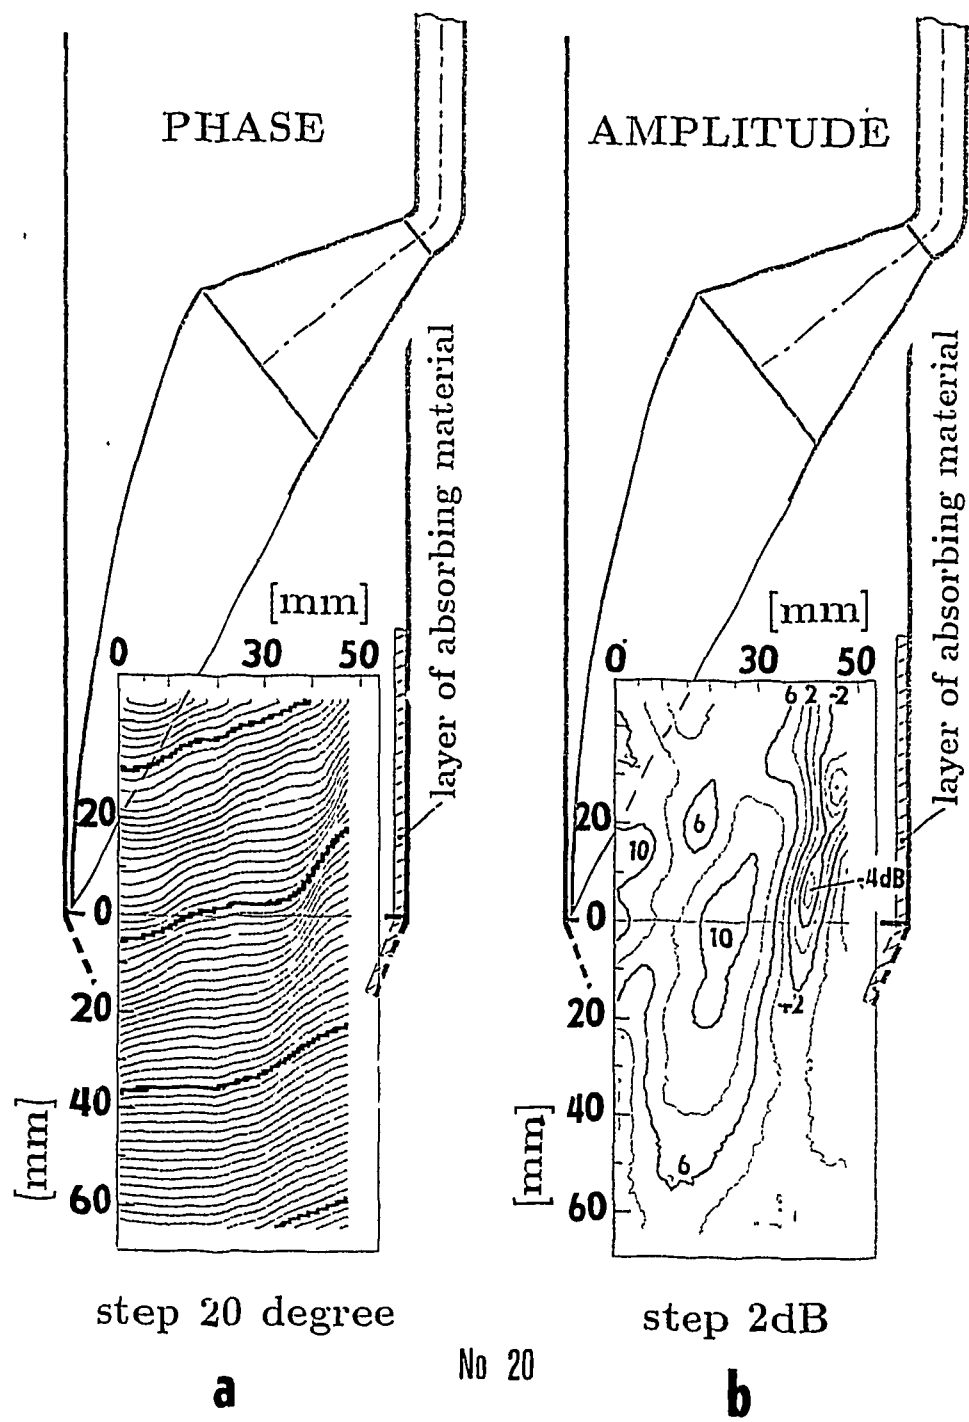 PHASE
layer of absorbing material
[mm]
0 30 50
20
0
20
40
60
[mm]
step 20 degree
a
AMPLITUDE
layer of absorbing material
[mm]
0 30 50
6 2 -2
20
6
10
-4dB
0
10
+2
20
40
6
60
[mm]
step 2dB
b
No 20